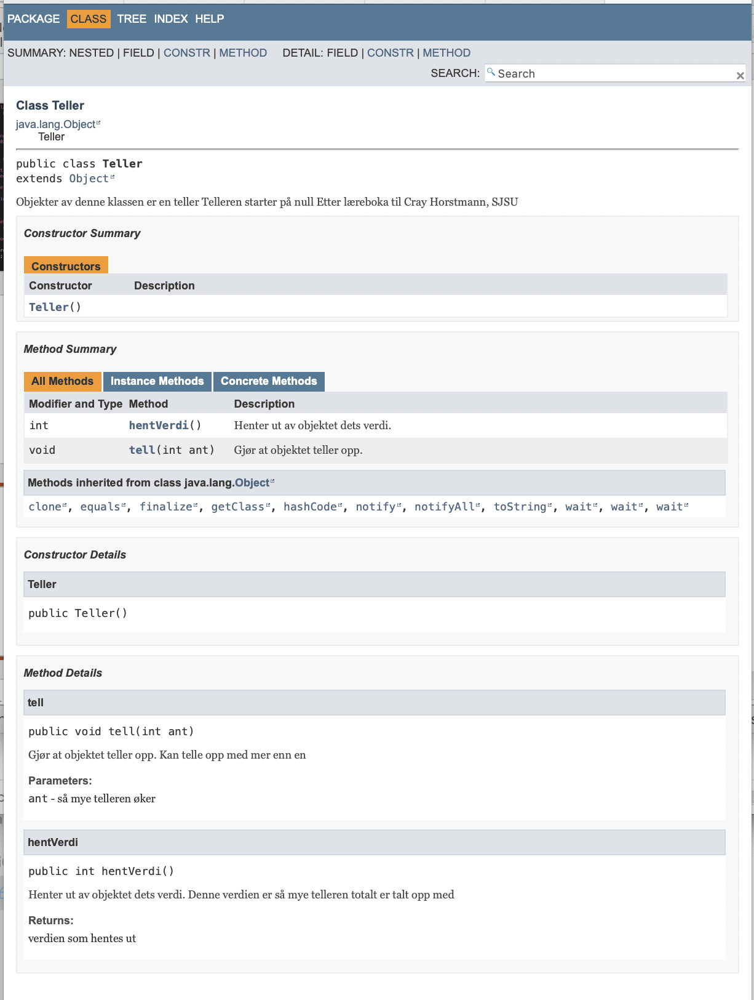 PACKAGE CLASS TREE INDEX HELP
SUMMARY: NESTED | FIELD | CONSTR | METHOD DETAIL: FIELD | CONSTR | METHOD
SEARCH: Search
Class Teller
java.lang.Object
Teller
public class Teller
extends Object
Objekter av denne klassen er en teller Telleren starter på null Etter læreboka til Cray Horstmann, SJSU
Constructor Summary
Constructors
Constructor Description
Teller()
Method Summary
All Methods Instance Methods Concrete Methods
Modifier and Type Method Description
int hentVerdi() Henter ut av objektet dets verdi.
void tell(int ant) Gjør at objektet teller opp.
Methods inherited from class java.lang.Object
clone, equals, finalize, getClass, hashCode, notify, notifyAll, toString, wait, wait, wait
Constructor Details
Teller
public Teller()
Method Details
tell
public void tell(int ant)
Gjør at objektet teller opp. Kan telle opp med mer enn en
Parameters:
ant - så mye telleren øker
hentVerdi
public int hentVerdi()
Henter ut av objektet dets verdi. Denne verdien er så mye telleren totalt er talt opp med
Returns:
verdien som hentes ut